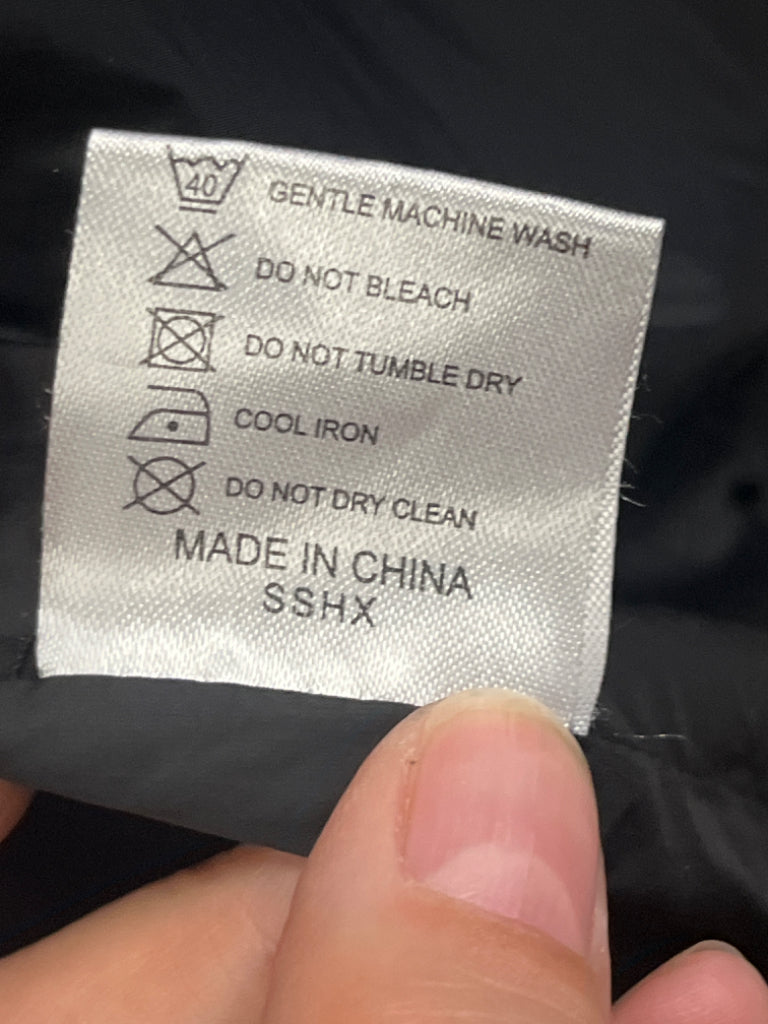 40 GENTLE MACHINE WASH
DO NOT BLEACH
DO NOT TUMBLE DRY
COOL IRON
DO NOT DRY CLEAN
MADE IN CHINA
SSHX